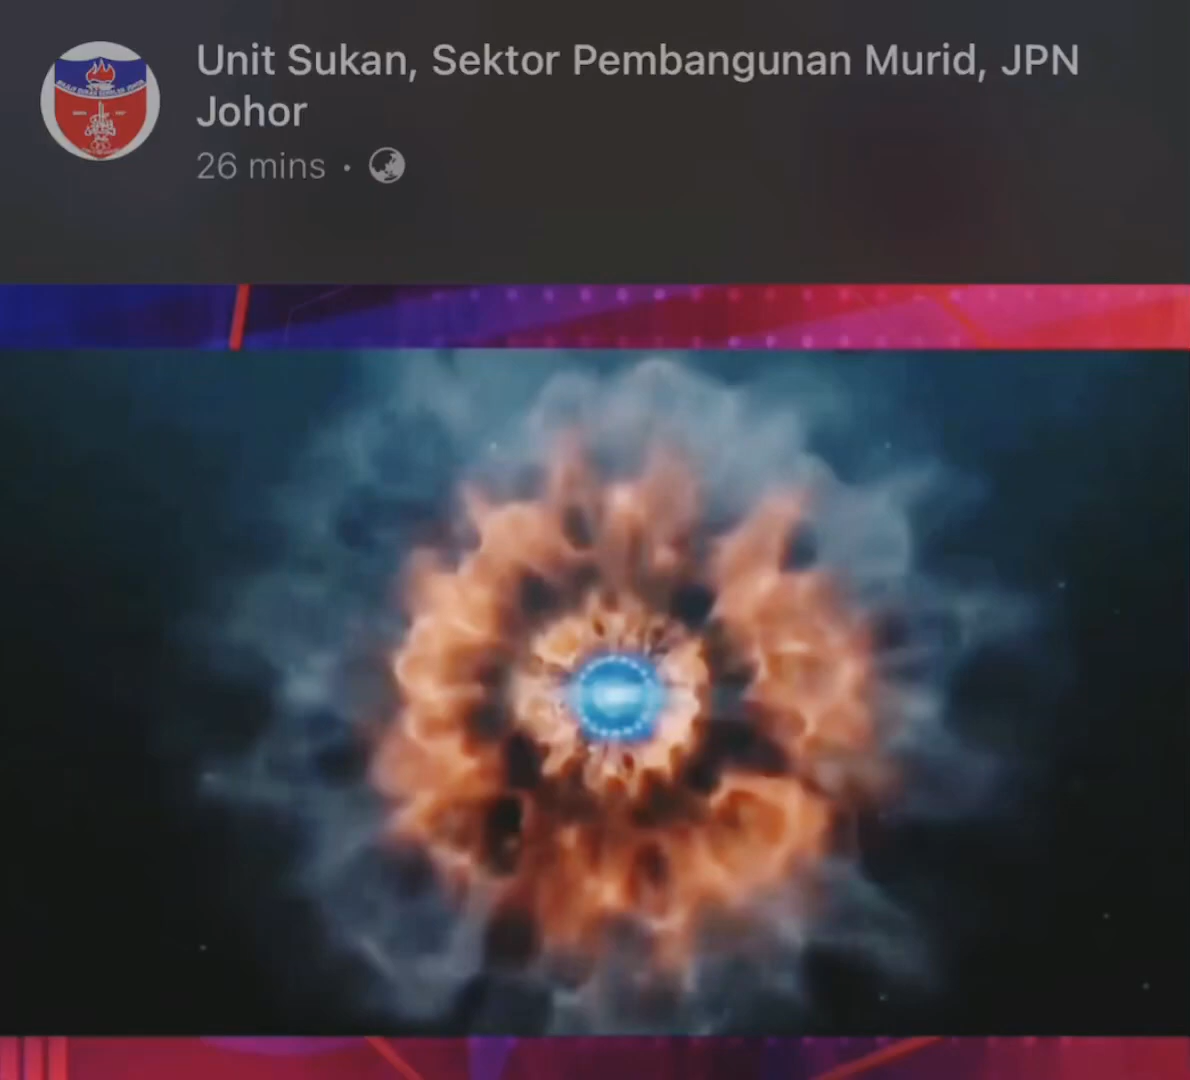 Unit Sukan, Sektor Pembangunan Murid, JPN
Johor
26 mins ·